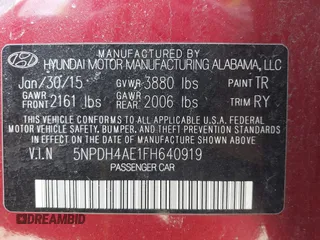 MANUFACTURED BY
HYUNDAI MOTOR MANUFACTURING ALABAMA, LLC
Jan/30/15 GVWR 3880 lbs PAINT TR
GAWR FRONT 2161 lbs GAWR REAR 2006 lbs TRIM RY
THIS VEHICLE CONFORMS TO ALL APPLICABLE U.S. FEDERAL
MOTOR VEHICLE SAFETY, BUMPER, AND THEFT PREVENTION
STANDARDS IN EFFECT ON THE DATE OF MANUFACTURE SHOWN ABOVE.
V.I.N 5NPDH4AE1FH640919
PASSENGER CAR
DREAMBID